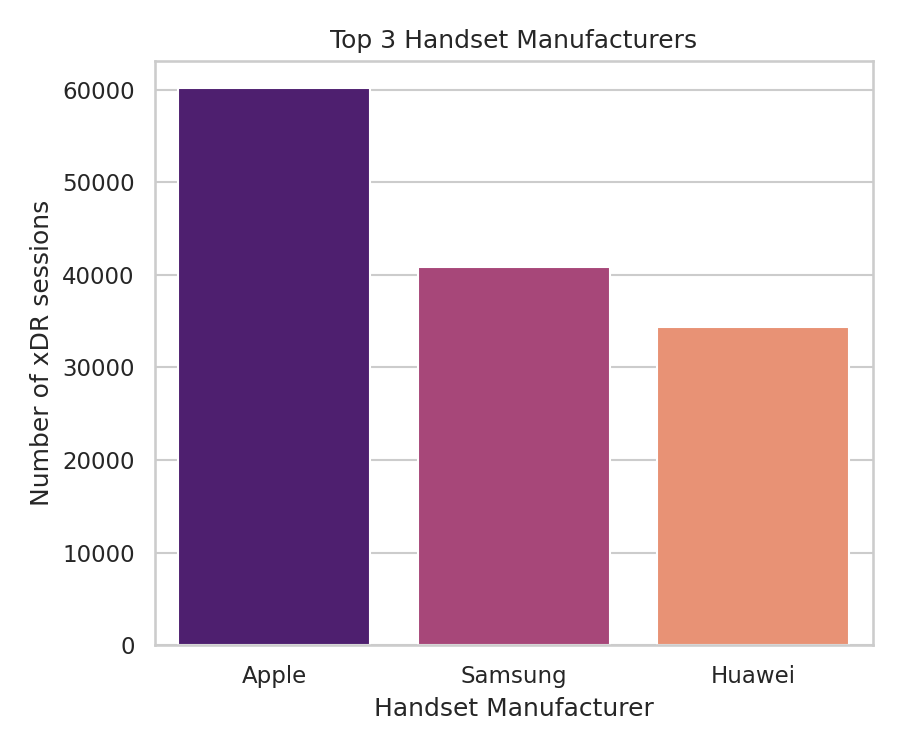 Top 3 Handset Manufacturers
Number of xDR sessions
60000
50000
40000
30000
20000
10000
0
Apple Samsung Huawei
Handset Manufacturer